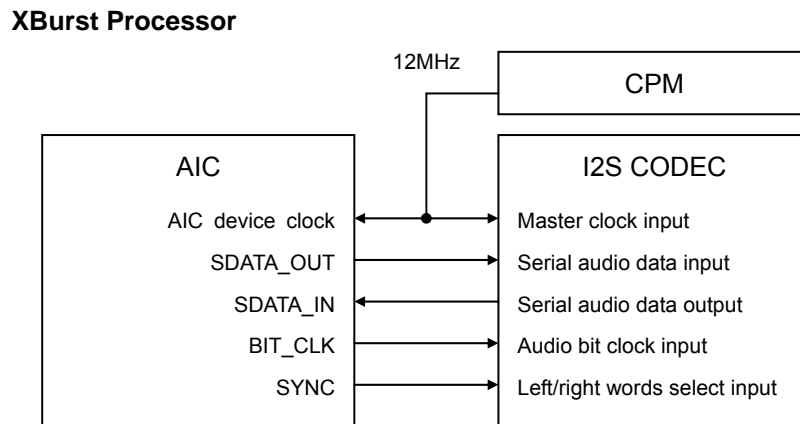 XBurst Processor
12MHz
CPM
AIC
I2S CODEC
AIC device clock
Master clock input
SDATA_OUT
Serial audio data input
SDATA_IN
Serial audio data output
BIT_CLK
Audio bit clock input
SYNC
Left/right words select input